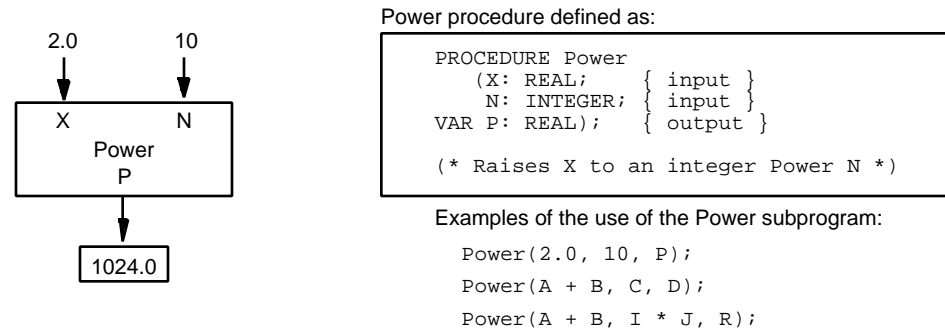 2.0 10
X N
Power
P
1024.0
Power procedure defined as:
PROCEDURE Power
(X: REAL; { input }
N: INTEGER; { input }
VAR P: REAL); { output }
(* Raises X to an integer Power N *)
Examples of the use of the Power subprogram:
Power(2.0, 10, P);
Power(A + B, C, D);
Power(A + B, I * J, R);